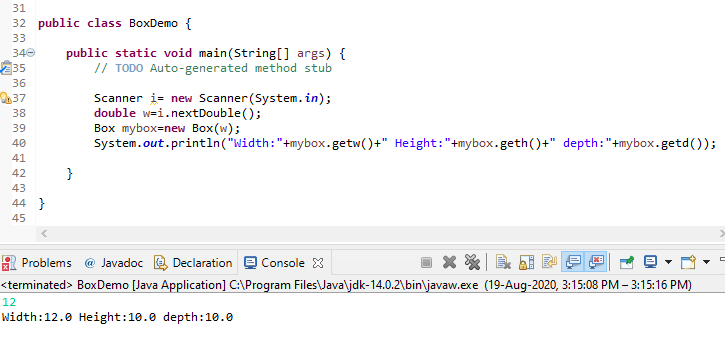 31
32 public class BoxDemo {
33
34 public static void main(String[] args) {
35 // TODO Auto-generated method stub
36
37 Scanner i= new Scanner(System.in);
38 double w=i.nextDouble();
39 Box mybox=new Box(w);
40 System.out.println("Width:"+mybox.getw()+" Height:"+mybox.geth()+" depth:"+mybox.getd());
41
42 }
43
44 }
45
Problems @ Javadoc Declaration Console
<terminated> BoxDemo [Java Application] C:\Program Files\Java\jdk-14.0.2\bin\javaw.exe (19-Aug-2020, 3:15:08 PM – 3:15:16 PM)
12
Width:12.0 Height:10.0 depth:10.0